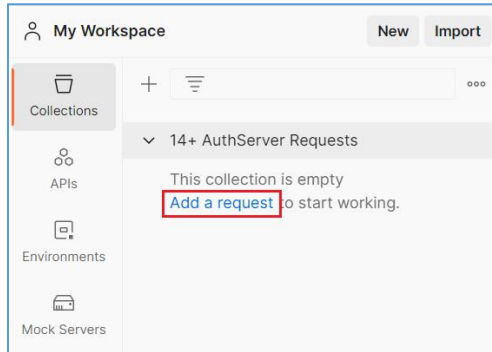 My Workspace
New
Import
Collections
14+ AuthServer Requests
This collection is empty
Add a request to start working.
APIs
Environments
Mock Servers